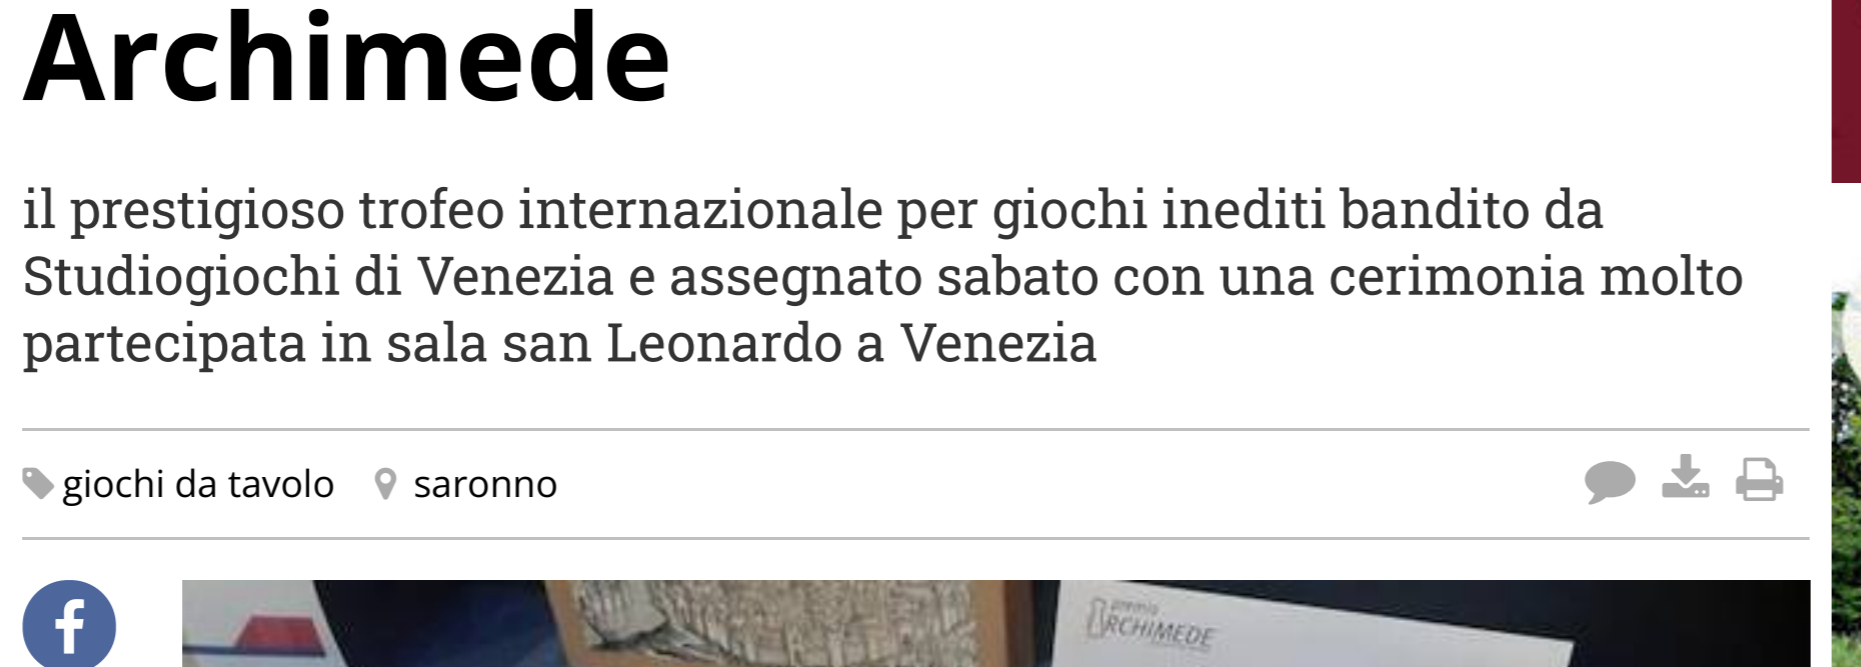 Archimede
il prestigioso trofeo internazionale per giochi inediti bandito da
Studiogiochi di Venezia e assegnato sabato con una cerimonia molto
partecipata in sala san Leonardo a Venezia
giochi da tavolo saronno
f
premio
ARCHIMEDE